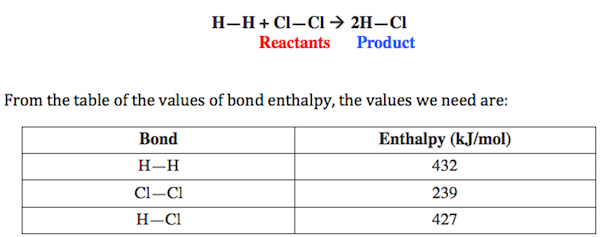 H—H + Cl—Cl → 2H—Cl
Reactants Product
From the table of the values of bond enthalpy, the values we need are:
Bond Enthalpy (kJ/mol)
H—H 432
Cl—Cl 239
H—Cl 427